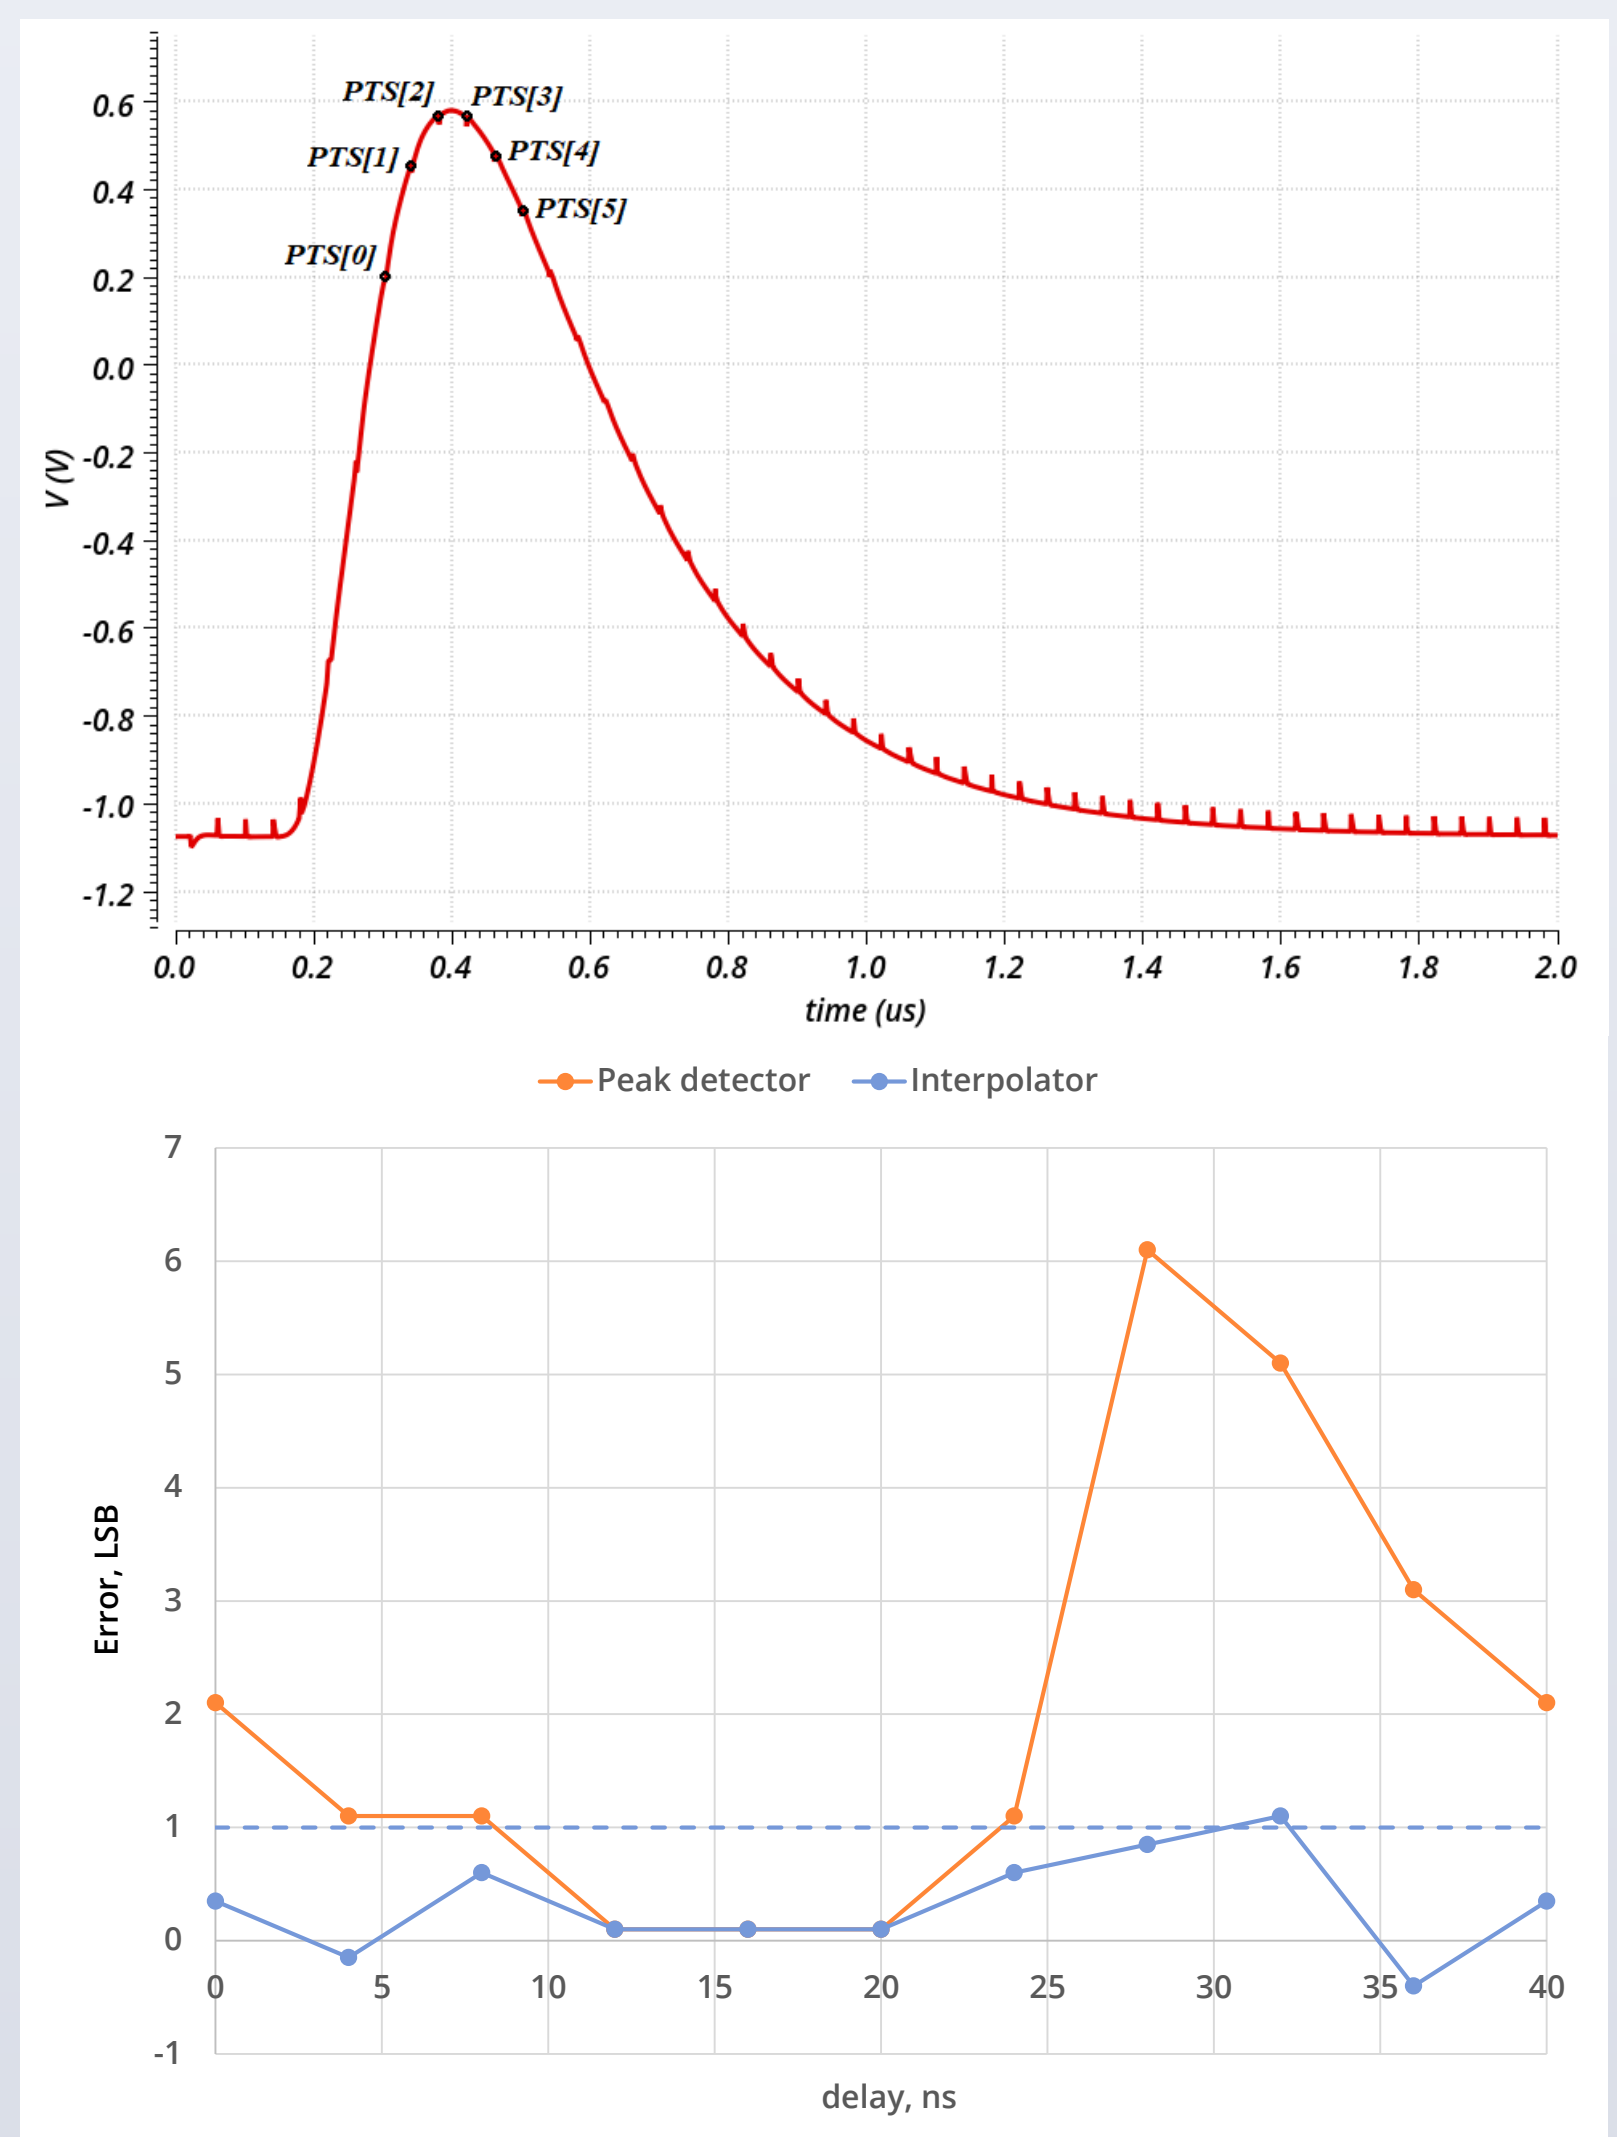 PTS[2]
PTS[3]
PTS[1]
PTS[4]
PTS[5]
PTS[0]
0.6
0.4
0.2
0.0
-0.2
-0.4
-0.6
-0.8
-1.0
-1.2
V (V)
0.0 0.2 0.4 0.6 0.8 1.0 1.2 1.4 1.6 1.8 2.0
time (us)
Peak detector Interpolator
7
6
5
4
3
2
1
0
-1
Error, LSB
0 5 10 15 20 25 30 35 40
delay, ns